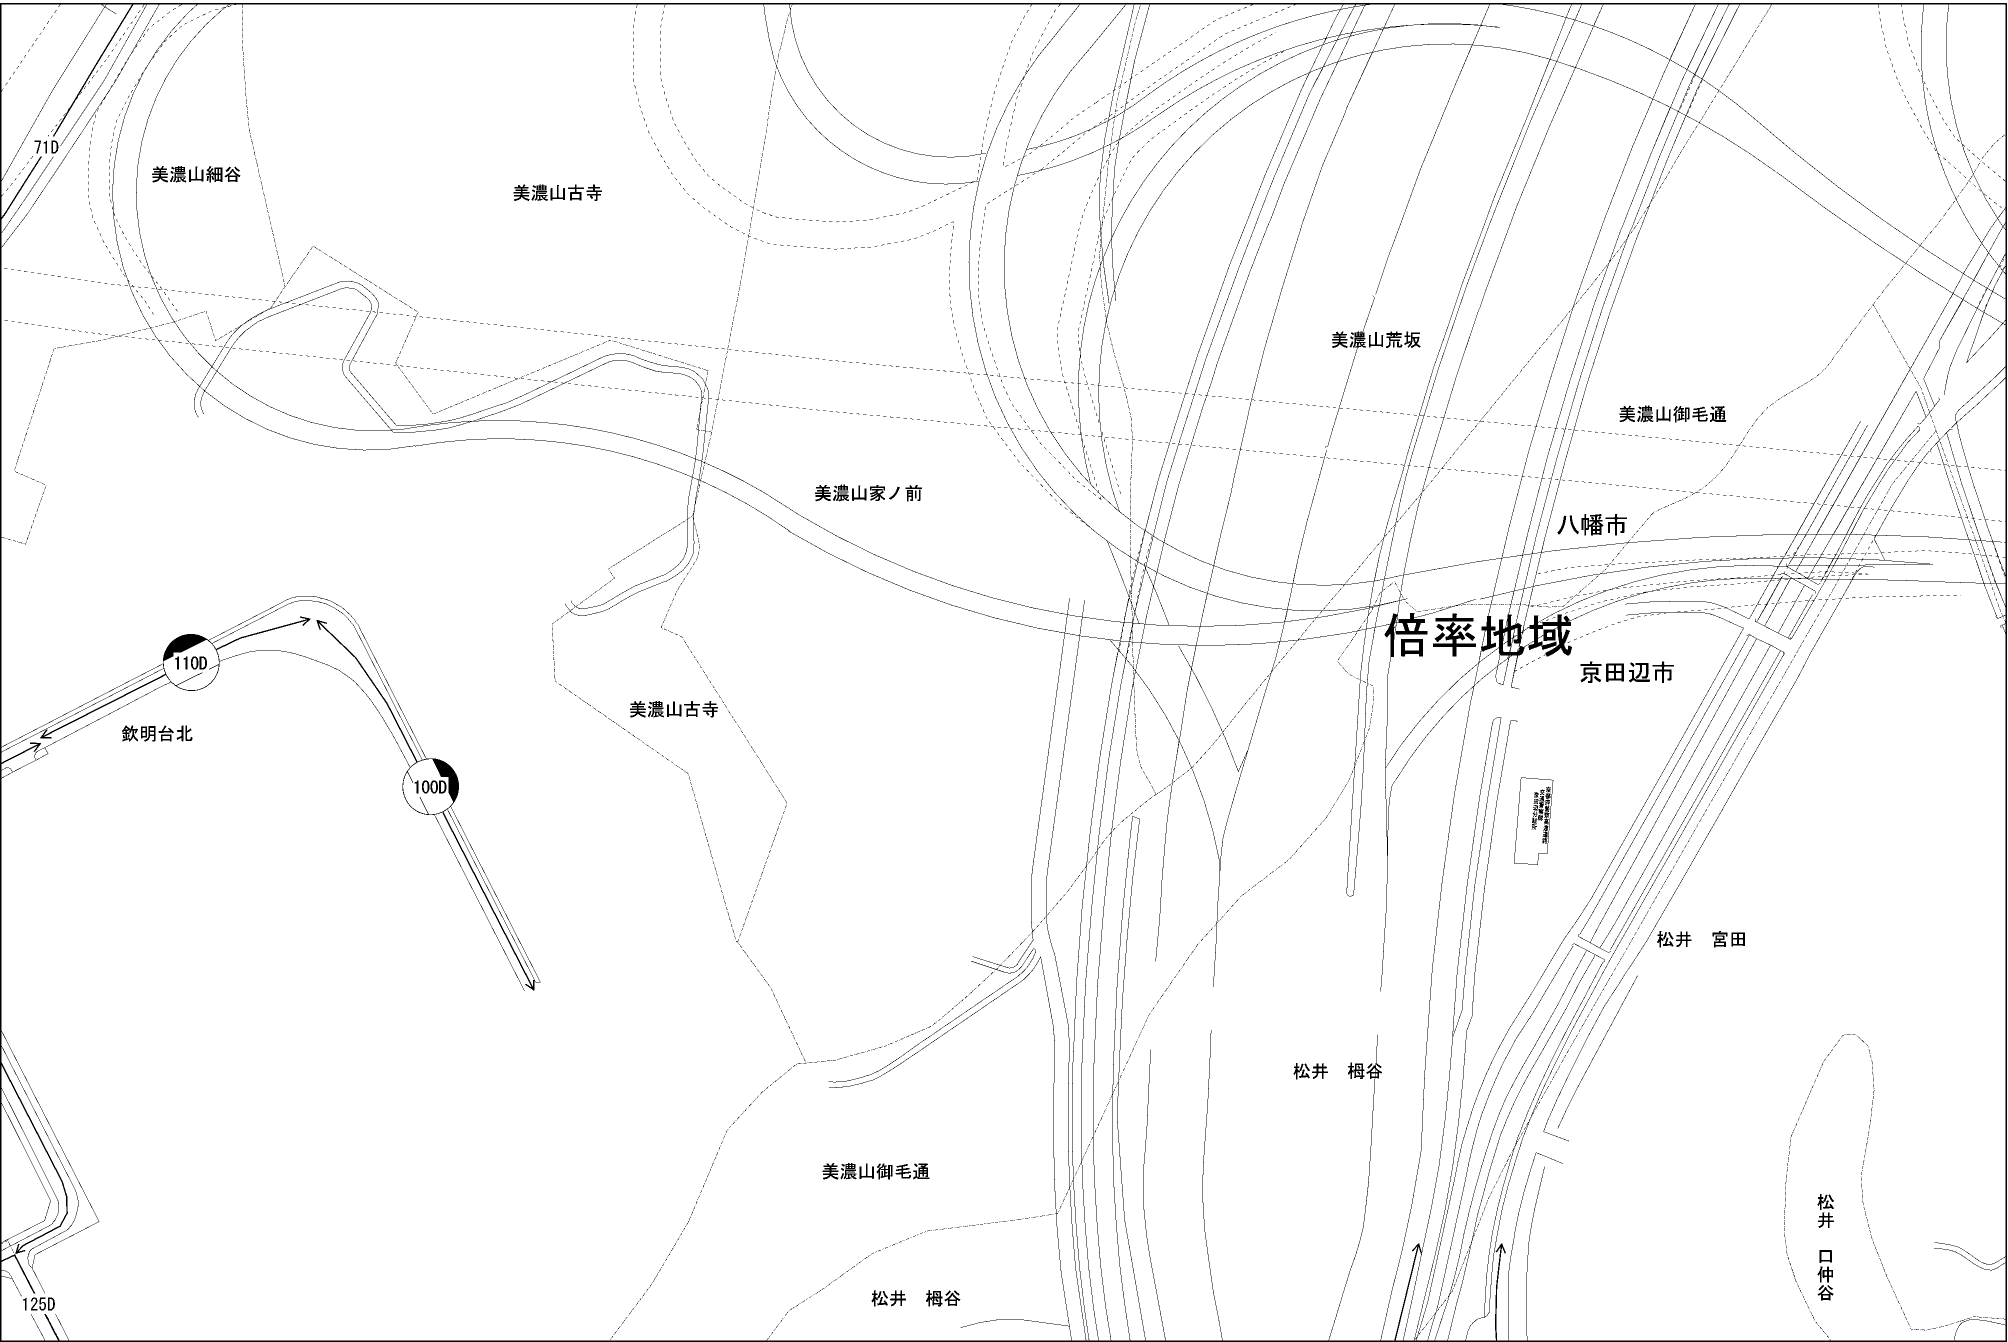 71D
美濃山細谷
美濃山古寺
美濃山荒坂
美濃山御毛通
美濃山家ノ前
八幡市
倍率地域
京田辺市
110D
欽明台北
美濃山古寺
100D
松井　宮田
松井　栂谷
美濃山御毛通
松井　口仲谷
松井　栂谷
125D